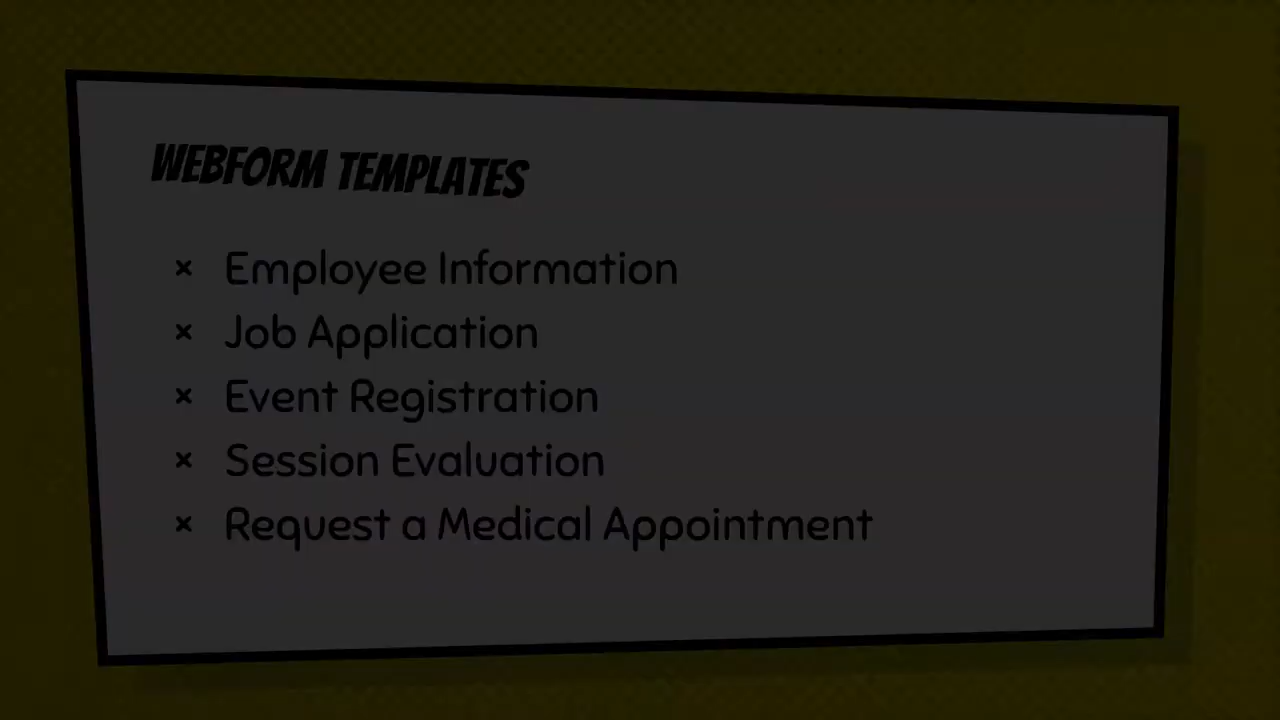 WEBFORM TEMPLATES
× Employee Information
× Job Application
× Event Registration
× Session Evaluation
× Request a Medical Appointment